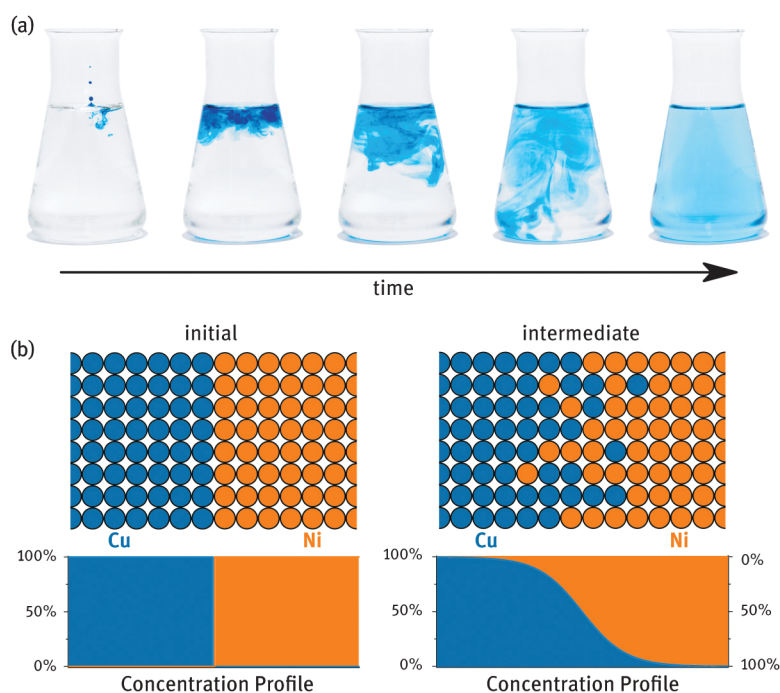 (a)
time
(b)
initial
intermediate
Cu
Ni
Cu
Ni
100%
50%
0%
100%
50%
0%
0%
50%
100%
Concentration Profile
Concentration Profile